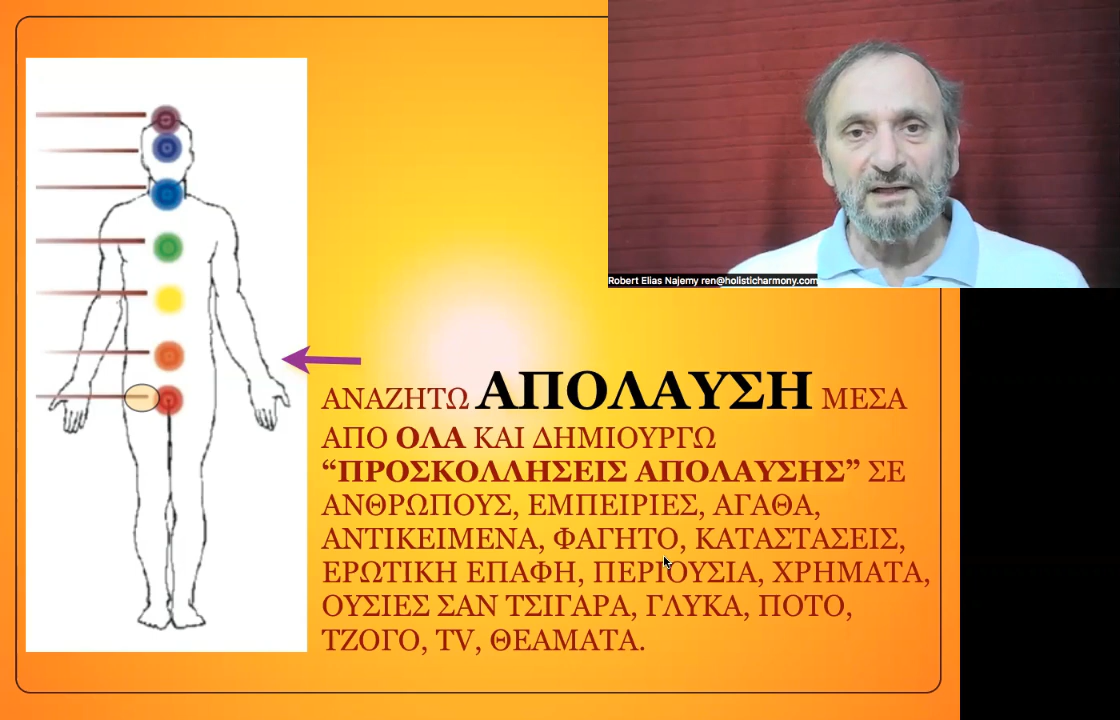 Robert Elias Najemy ren@holisticharmony.com
ΑΝΑΖΗΤΩ ΑΠΟΛΑΥΣΗ ΜΕΣΑ
ΑΠΟ ΟΛΑ ΚΑΙ ΔΗΜΙΟΥΡΓΩ
“ΠΡΟΣΚΟΛΛΗΣΕΙΣ ΑΠΟΛΑΥΣΗΣ” ΣΕ
ΑΝΘΡΩΠΟΥΣ, ΕΜΠΕΙΡΙΕΣ, ΑΓΑΘΑ,
ΑΝΤΙΚΕΙΜΕΝΑ, ΦΑΓΗΤΟ, ΚΑΤΑΣΤΑΣΕΙΣ,
ΕΡΩΤΙΚΗ ΕΠΑΦΗ, ΠΕΡΙΟΥΣΙΑ, ΧΡΗΜΑΤΑ,
ΟΥΣΙΕΣ ΣΑΝ ΤΣΙΓΑΡΑ, ΓΛΥΚΑ, ΠΟΤΟ,
ΤΖΟΓΟ, TV, ΘΕΑΜΑΤΑ.